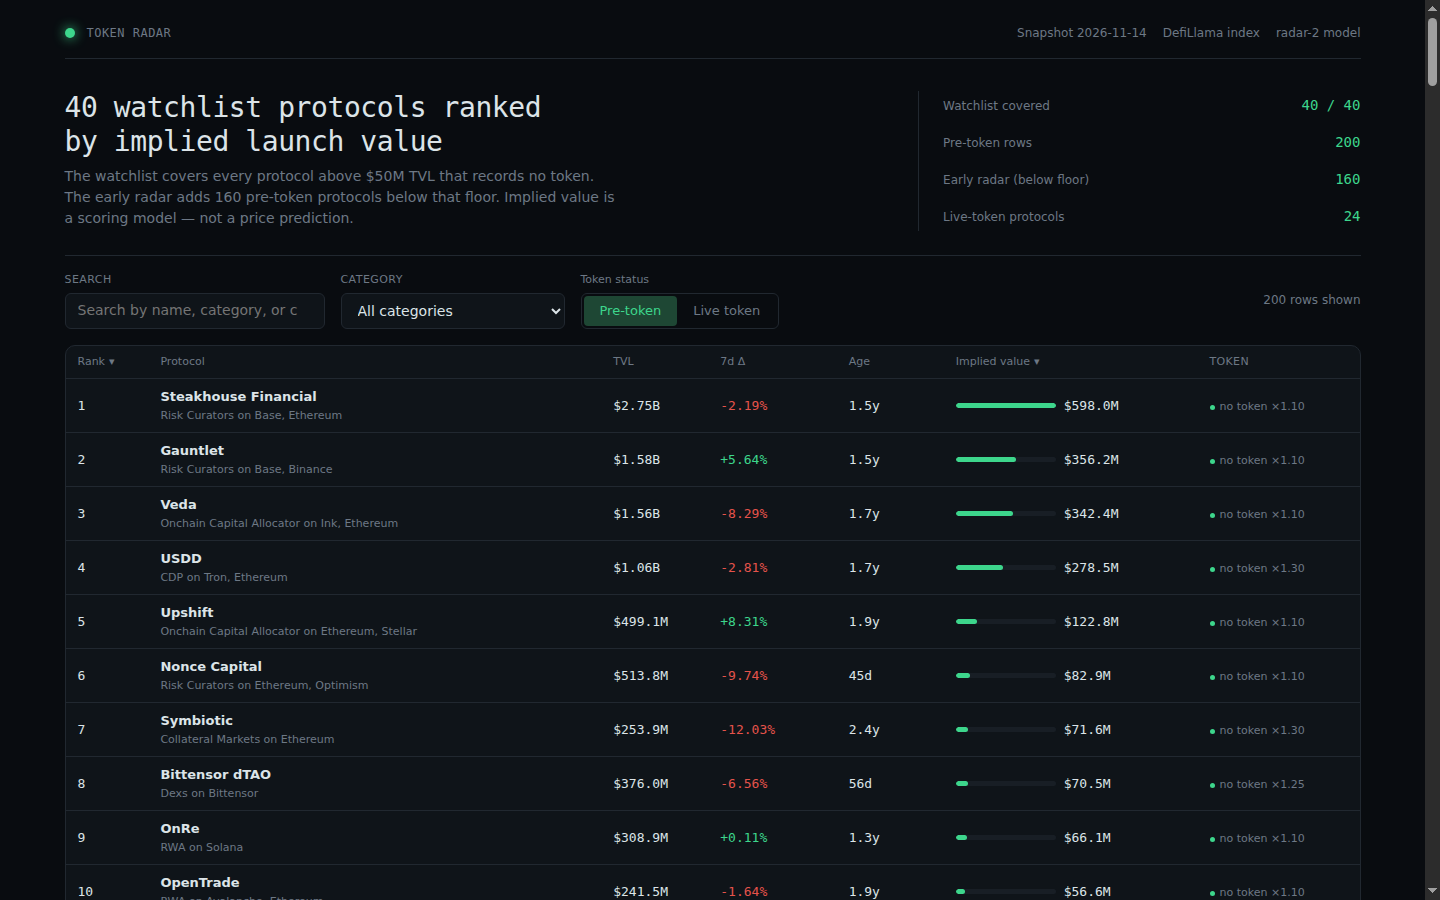 TOKEN RADAR
Snapshot 2026-11-14 DefiLlama index radar-2 model
40 watchlist protocols ranked
by implied launch value
The watchlist covers every protocol above $50M TVL that records no token.
The early radar adds 160 pre-token protocols below that floor. Implied value is
a scoring model — not a price prediction.
Watchlist covered 40 / 40
Pre-token rows 200
Early radar (below floor) 160
Live-token protocols 24
SEARCH CATEGORY Token status
Search by name, category, or c All categories Pre-token Live token 200 rows shown
Rank ▾ Protocol TVL 7d Δ Age Implied value ▾ TOKEN
1 Steakhouse Financial $2.75B -2.19% 1.5y $598.0M no token ×1.10
Risk Curators on Base, Ethereum
2 Gauntlet $1.58B +5.64% 1.5y $356.2M no token ×1.10
Risk Curators on Base, Binance
3 Veda $1.56B -8.29% 1.7y $342.4M no token ×1.10
Onchain Capital Allocator on Ink, Ethereum
4 USDD $1.06B -2.81% 1.7y $278.5M no token ×1.30
CDP on Tron, Ethereum
5 Upshift $499.1M +8.31% 1.9y $122.8M no token ×1.10
Onchain Capital Allocator on Ethereum, Stellar
6 Nonce Capital $513.8M -9.74% 45d $82.9M no token ×1.10
Risk Curators on Ethereum, Optimism
7 Symbiotic $253.9M -12.03% 2.4y $71.6M no token ×1.30
Collateral Markets on Ethereum
8 Bittensor dTAO $376.0M -6.56% 56d $70.5M no token ×1.25
Dexs on Bittensor
9 OnRe $308.9M +0.11% 1.3y $66.1M no token ×1.10
RWA on Solana
10 OpenTrade $241.5M -1.64% 1.9y $56.6M no token ×1.10
RWA on Avalanche, Ethereum